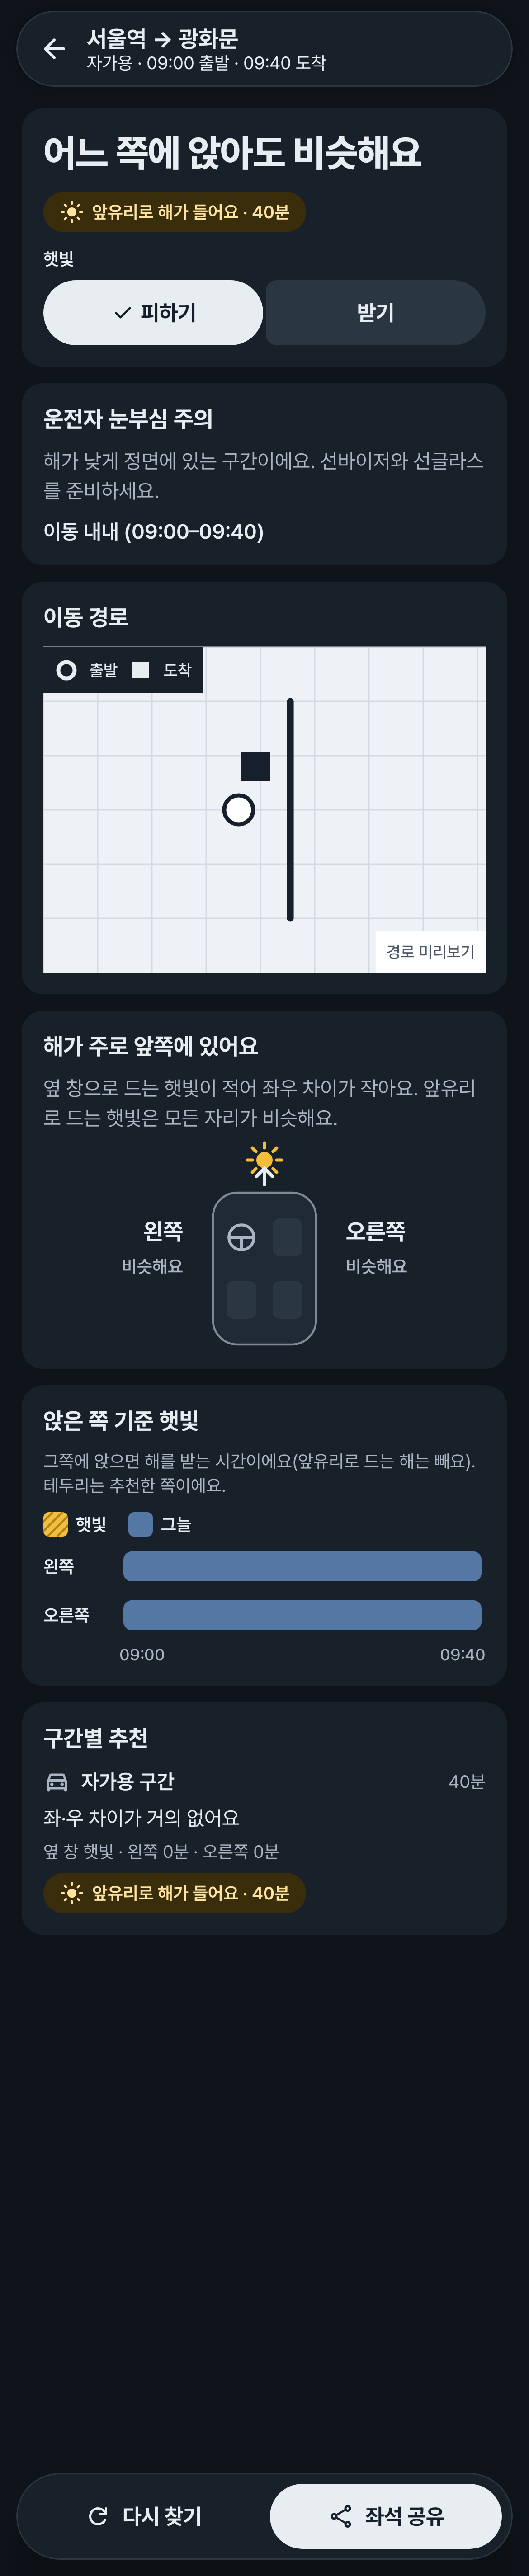 서울역 → 광화문
자가용 · 09:00 출발 · 09:40 도착
어느 쪽에 앉아도 비슷해요
앞유리로 해가 들어요 · 40분
햇빛
피하기
받기
운전자 눈부심 주의
해가 낮게 정면에 있는 구간이에요. 선바이저와 선글라스
를 준비하세요.
이동 내내 (09:00–09:40)
이동 경로
출발 도착
경로 미리보기
해가 주로 앞쪽에 있어요
옆 창으로 드는 햇빛이 적어 좌우 차이가 작아요. 앞유리
로 드는 햇빛은 모든 자리가 비슷해요.
왼쪽
비슷해요
오른쪽
비슷해요
앉은 쪽 기준 햇빛
그쪽에 앉으면 해를 받는 시간이에요(앞유리로 드는 해는 빼요).
테두리는 추천한 쪽이에요.
햇빛 그늘
왼쪽
오른쪽
09:00 09:40
구간별 추천
자가용 구간 40분
좌·우 차이가 거의 없어요
옆 창 햇빛 · 왼쪽 0분 · 오른쪽 0분
앞유리로 해가 들어요 · 40분
다시 찾기
좌석 공유